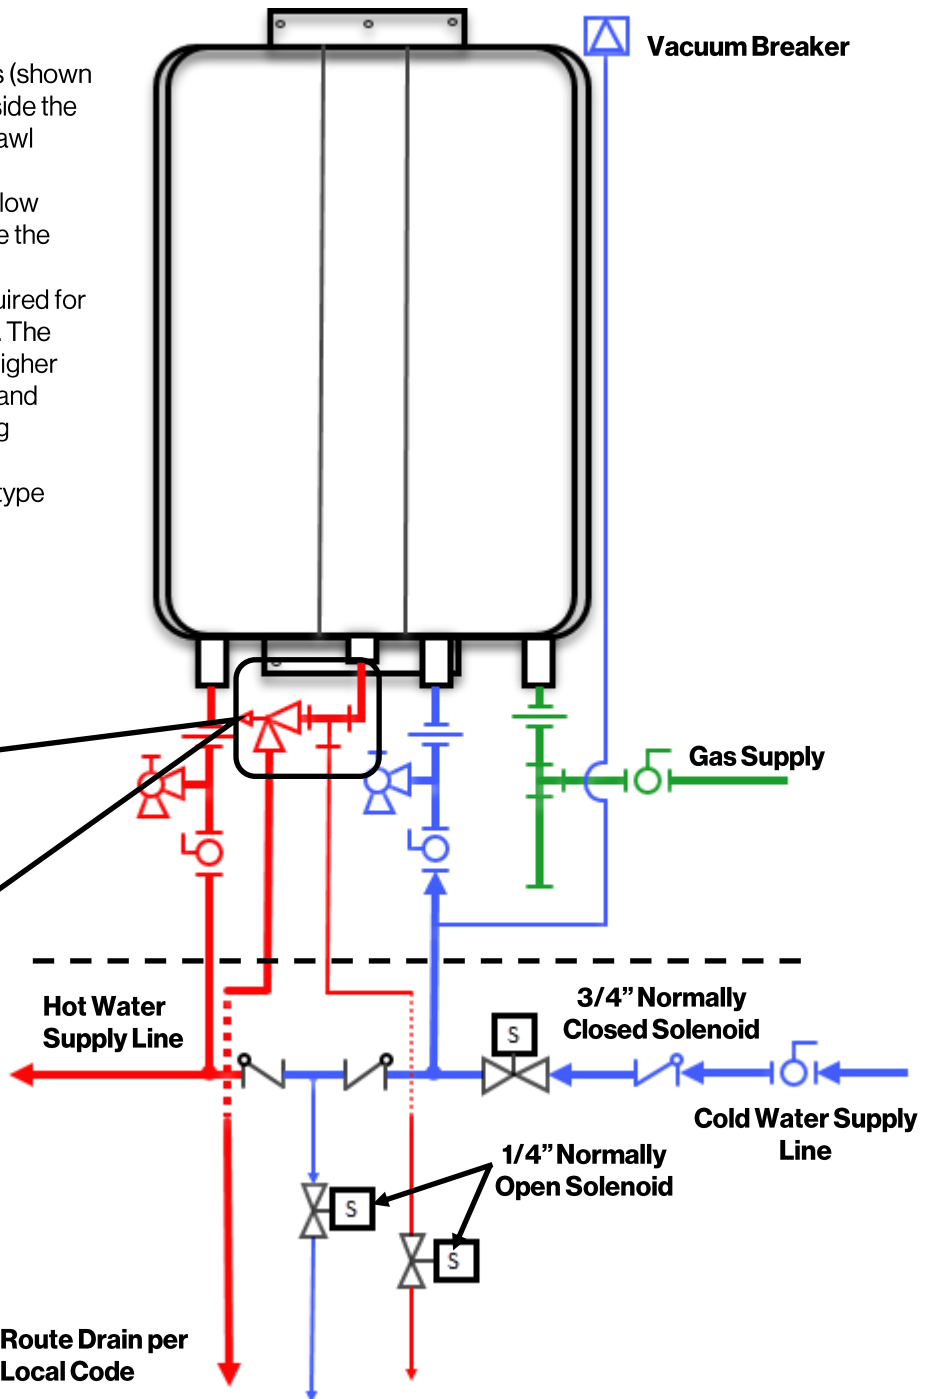 Vacuum Breaker
s (shown
side the
awl
low
e the
uired for
. The
igher
and
g
type
Gas Supply
Hot Water
Supply Line
3/4” Normally
Closed Solenoid
S
Cold Water Supply
Line
1/4” Normally
Open Solenoid
S
S
Route Drain per
Local Code